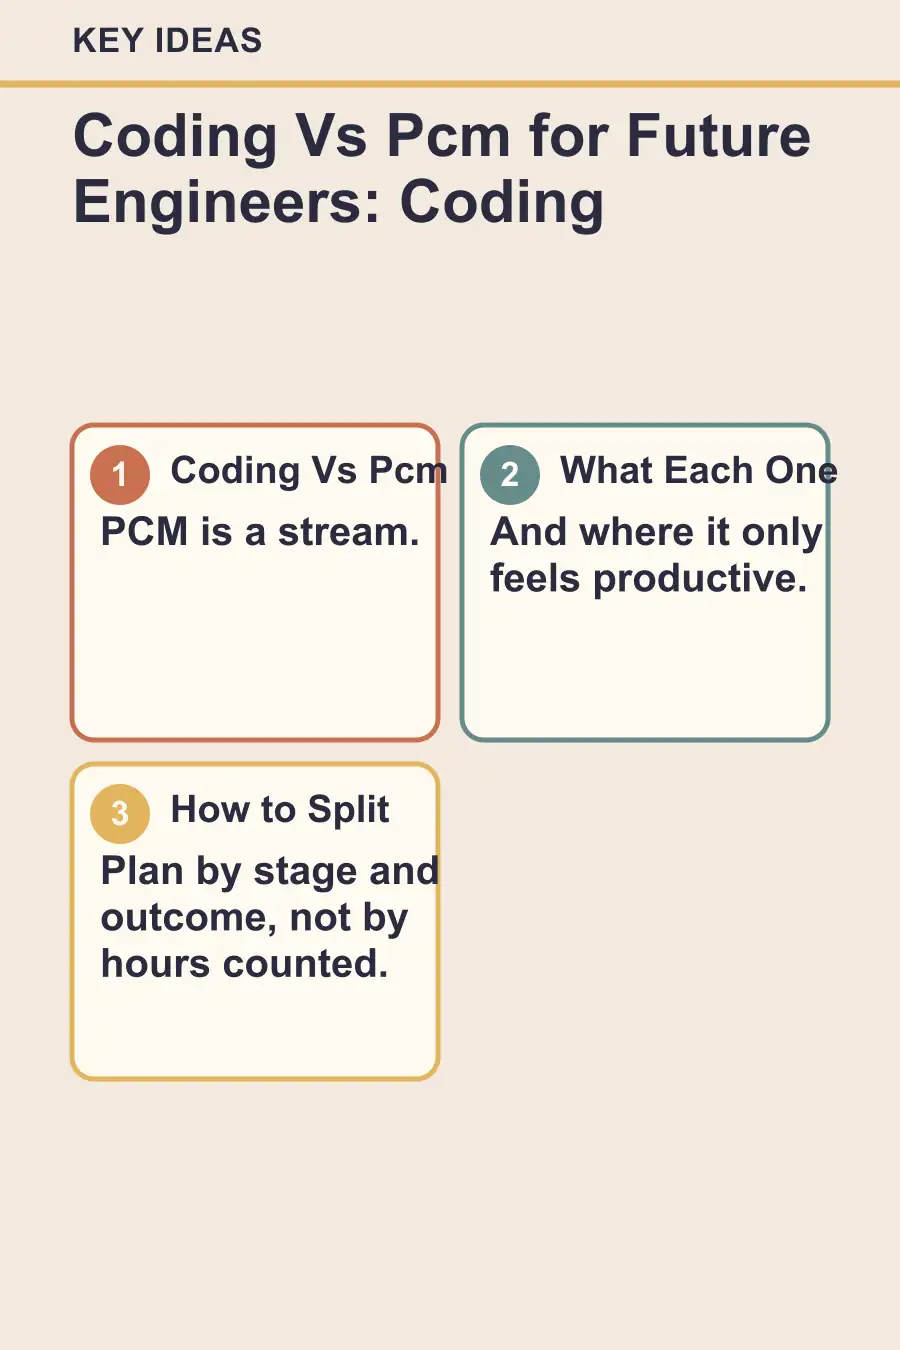 KEY IDEAS
Coding Vs Pcm for Future
Engineers: Coding
1 Coding Vs Pcm
PCM is a stream.
2 What Each One
And where it only
feels productive.
3 How to Split
Plan by stage and
outcome, not by
hours counted.